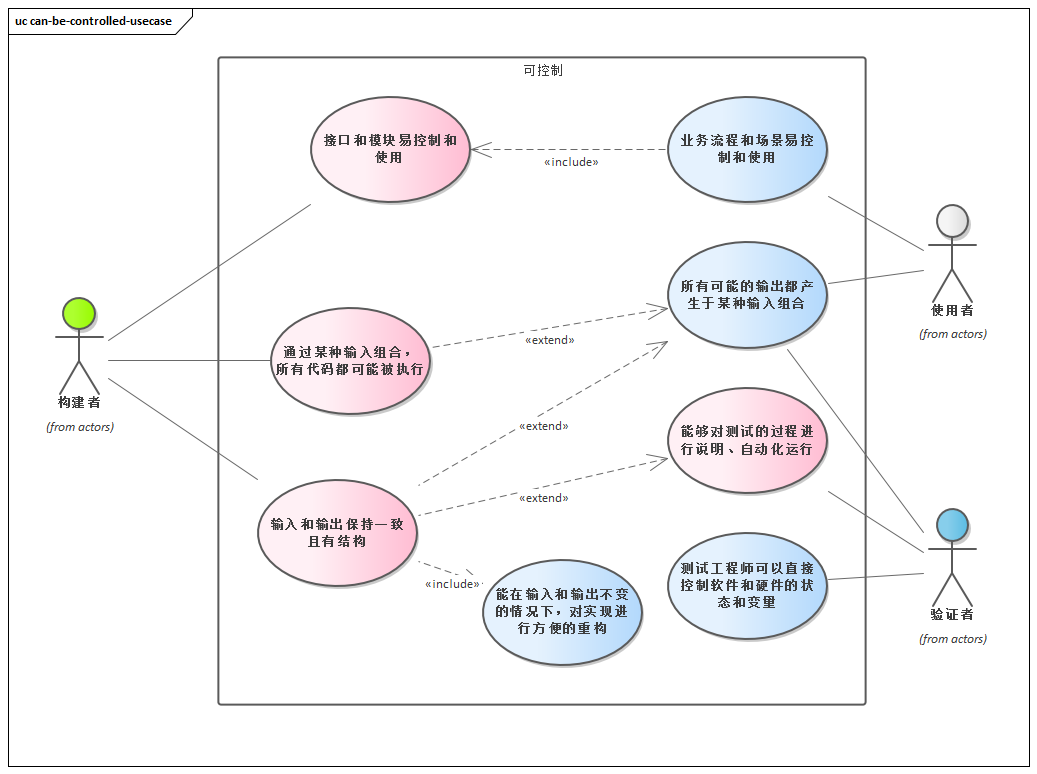 uc can-be-controlled-usecase
可控制
接口和模块易控制和
使用
«include»
业务流程和场景易控
制和使用
所有可能的输出都产
生于某种输入组合
使用者
(from actors)
通过某种输入组合，
所有代码都可能被执行
«extend»
构建者
(from actors)
«extend»
能够对测试的过程进
行说明、自动化运行
«extend»
输入和输出保持一致
且有结构
«include»
能在输入和输出不变
的情况下，对实现进
行方便的重构
测试工程师可以直接
控制软件和硬件的状
态和变量
验证者
(from actors)